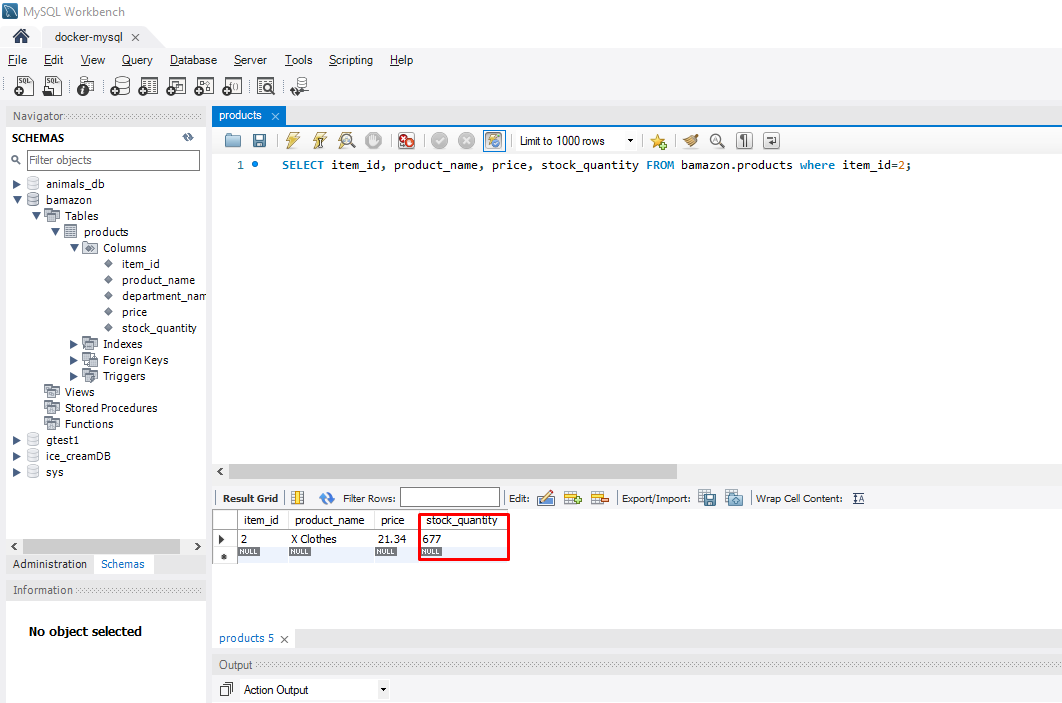 MySQL Workbench
docker-mysql
File Edit View Query Database Server Tools Scripting Help
Navigator
SCHEMAS
Filter objects
animals_db
bamazon
Tables
products
Columns
item_id
product_name
department_nam
price
stock_quantity
Indexes
Foreign Keys
Triggers
Views
Stored Procedures
Functions
gtest1
ice_creamDB
sys
Administration Schemas
Information
No object selected
products
Limit to 1000 rows
1 SELECT item_id, product_name, price, stock_quantity FROM bamazon.products where item_id=2;
Result Grid Filter Rows: Edit: Export/Import: Wrap Cell Content:
item_id product_name price stock_quantity
2 X Clothes 21.34 677
NULL NULL NULL NULL
products 5
Output
Action Output